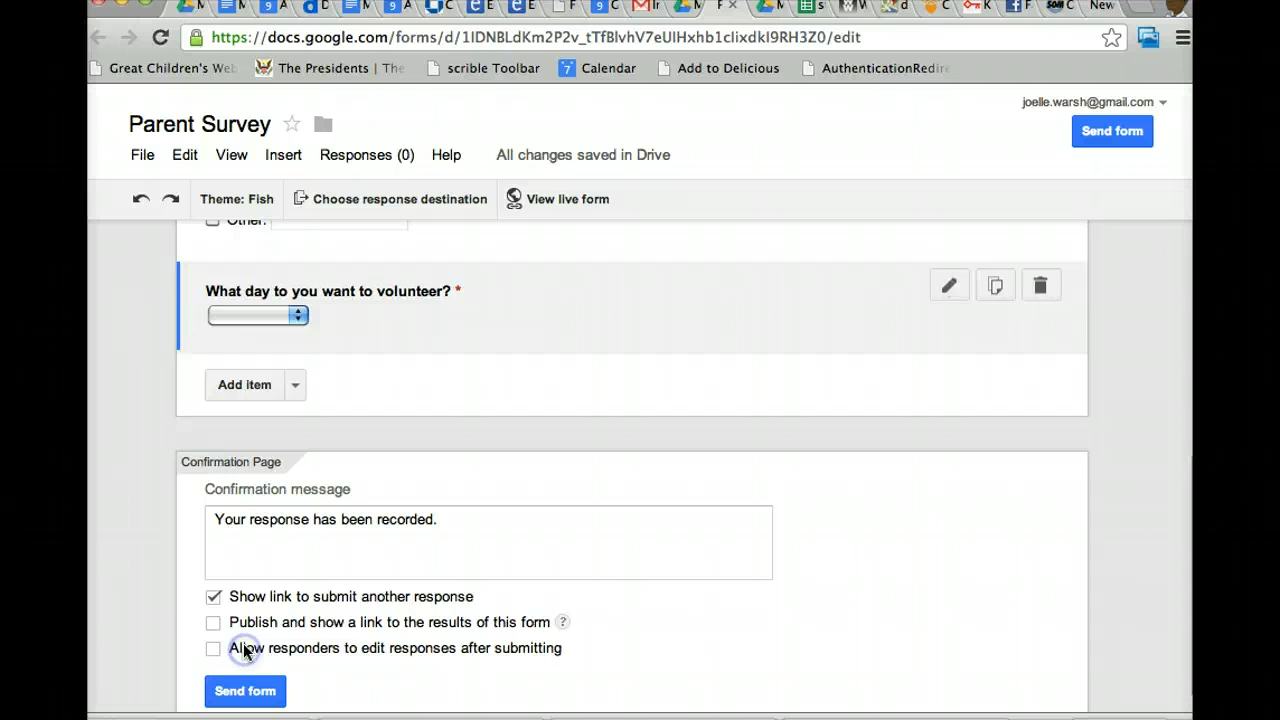 https://docs.google.com/forms/d/1IDNBLdKm2P2v_tTfBlvhV7eUIHxhb1clixdkI9RH3Z0/edit
Great Children's Web
The Presidents | The
scrible Toolbar
7 Calendar
Add to Delicious
AuthenticationRedire
joelle.warsh@gmail.com
Parent Survey
Send form
File Edit View Insert Responses (0) Help All changes saved in Drive
Theme: Fish Choose response destination View live form
Other:
What day to you want to volunteer? *
Add item
Confirmation Page
Confirmation message
Your response has been recorded.
Show link to submit another response
Publish and show a link to the results of this form ?
Allow responders to edit responses after submitting
Send form